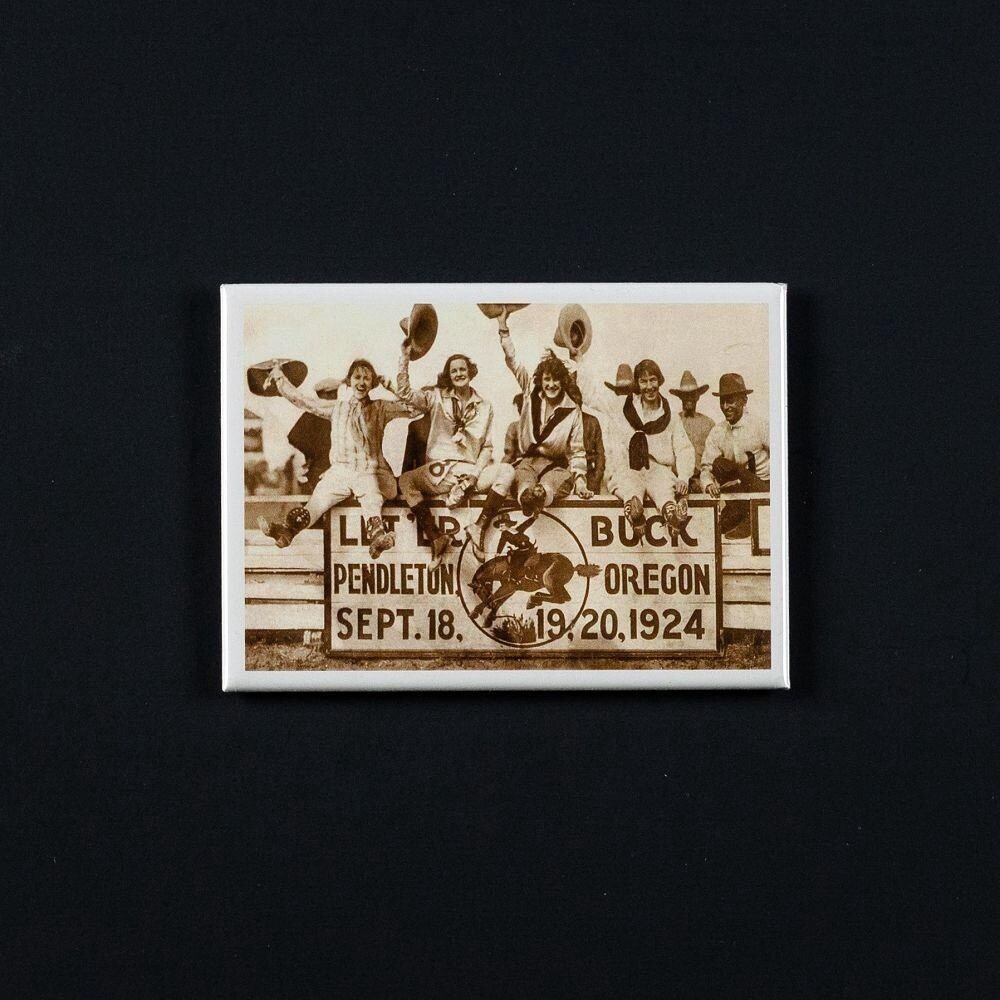 LET 'ER BUCK
PENDLETON, OREGON
SEPT. 18, 19, 20, 1924